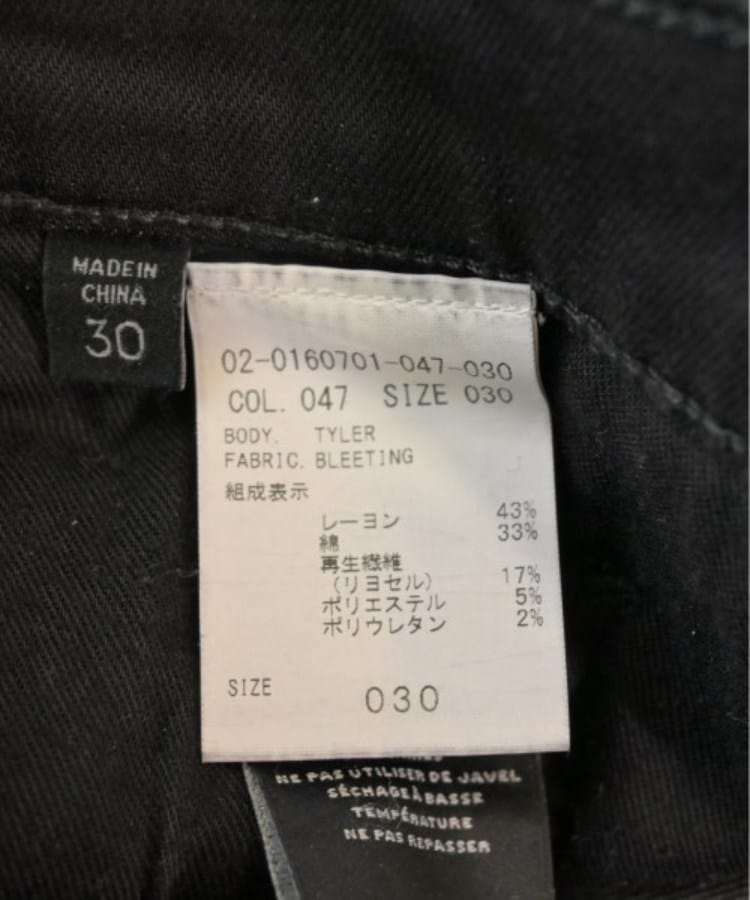 MADE IN
CHINA
30
02-0160701-047-030
COL. 047 SIZE 030
BODY. TYLER
FABRIC. BLEETING
組成表示
レーヨン 43%
綿 33%
再生繊維
(リヨセル) 17%
ポリエステル 5%
ポリウレタン 2%
SIZE 030
NE PAS UTILISER DE JAVEL
SÉCHAGE À BASSE
TEMPÉRATURE
NE PAS REPASSER